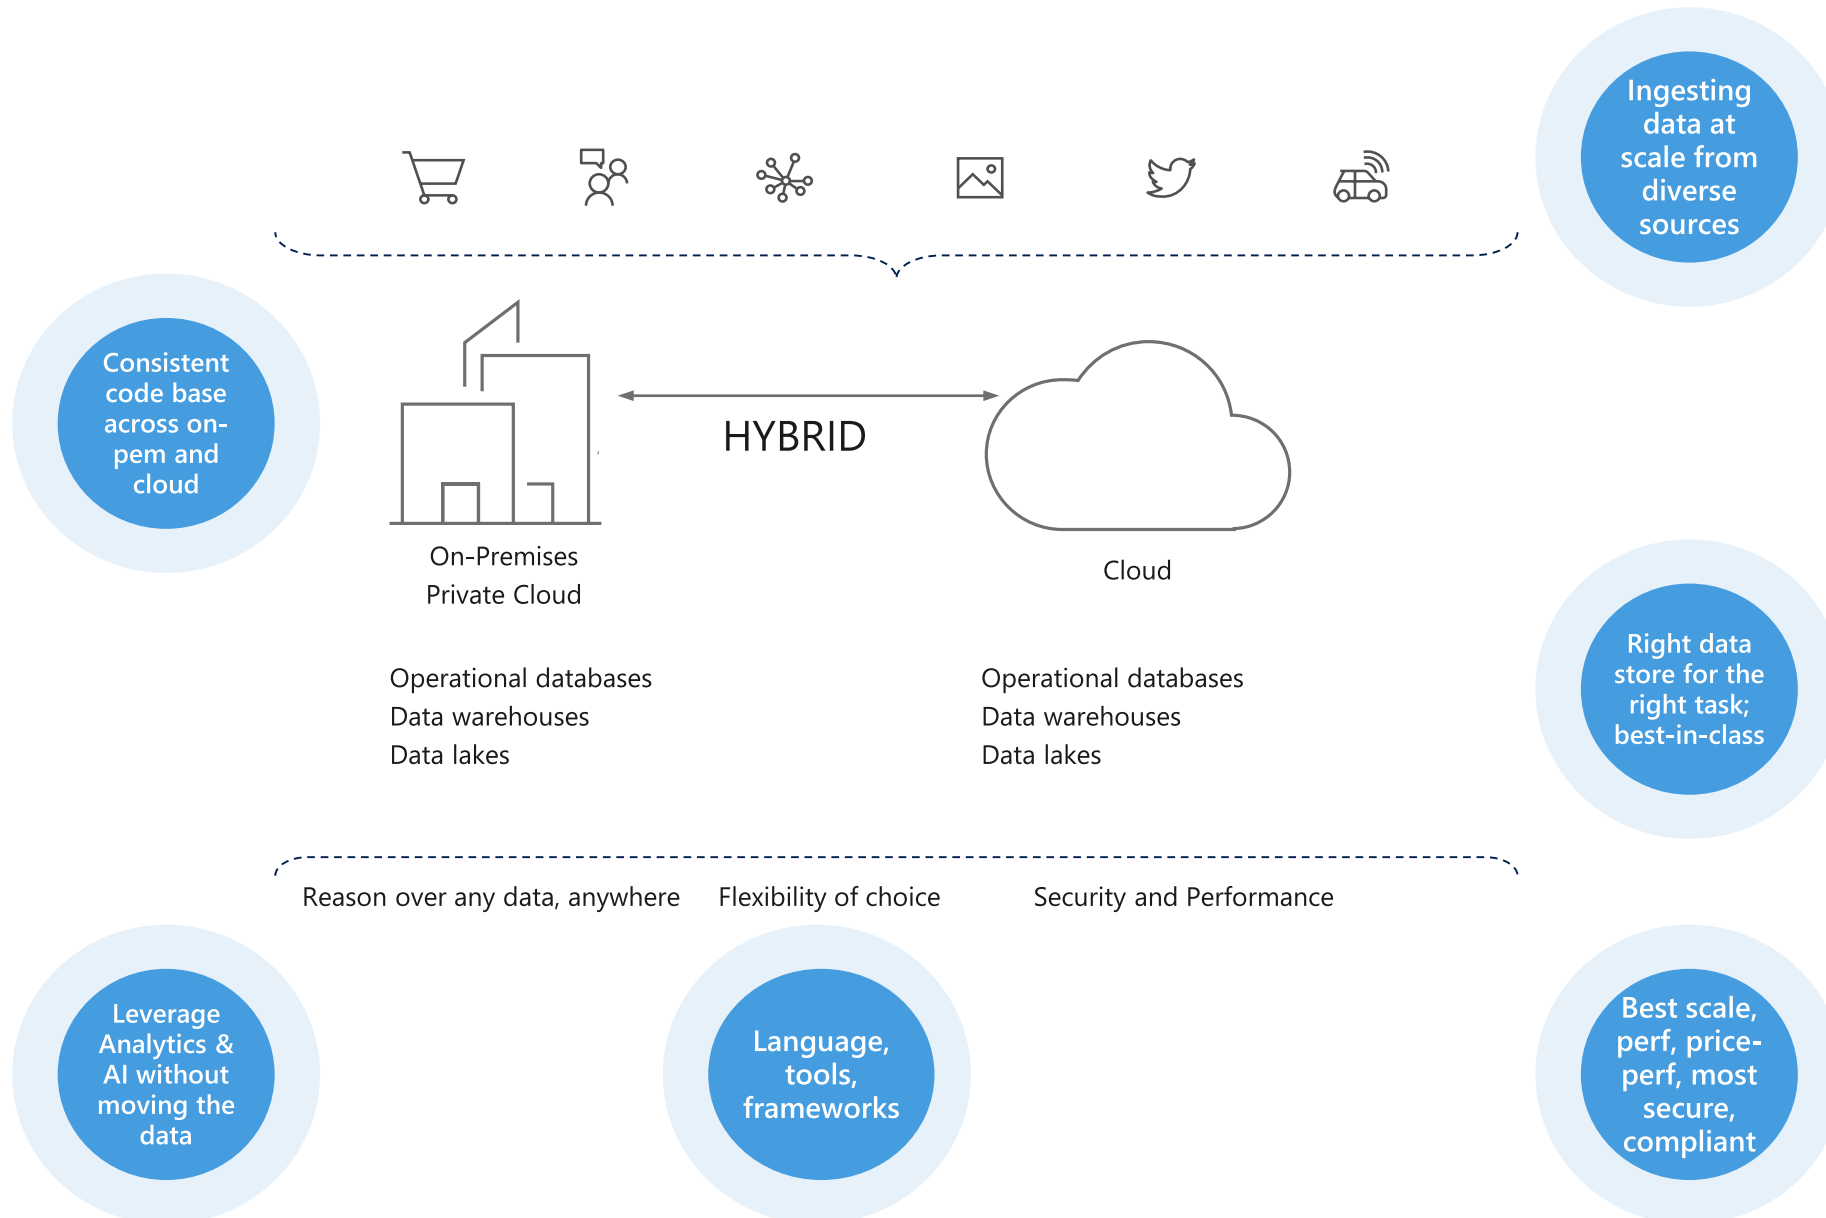 Ingesting
data at
scale from
diverse
sources
Consistent
code base
across on-
pem and
cloud
HYBRID
On-Premises
Private Cloud
Cloud
Operational databases
Data warehouses
Data lakes
Operational databases
Data warehouses
Data lakes
Right data
store for the
right task;
best-in-class
Reason over any data, anywhere
Flexibility of choice
Security and Performance
Leverage
Analytics &
AI without
moving the
data
Language,
tools,
frameworks
Best scale,
perf, price-
perf, most
secure,
compliant